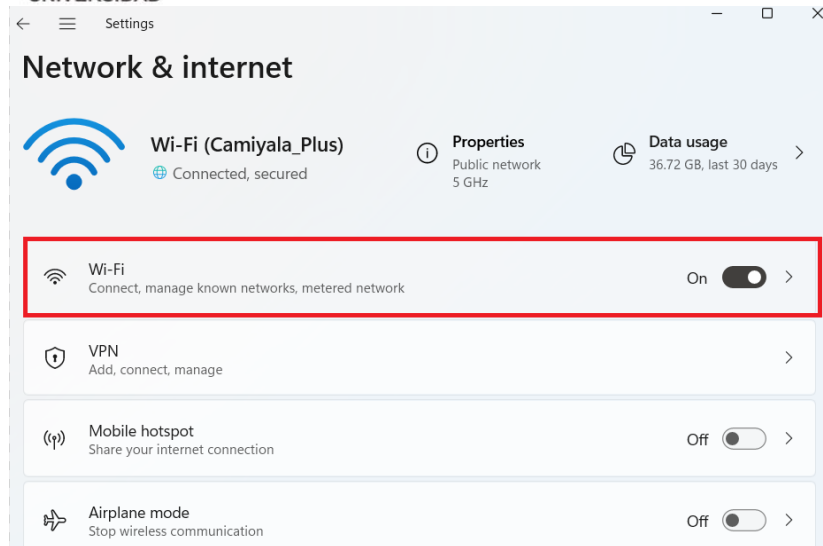 UNIVERSIDAD
Settings
Network & internet
Wi-Fi (Camiyala_Plus)
Connected, secured
Properties
Public network
5 GHz
Data usage
36.72 GB, last 30 days
Wi-Fi
Connect, manage known networks, metered network
On
VPN
Add, connect, manage
Mobile hotspot
Share your internet connection
Off
Airplane mode
Stop wireless communication
Off